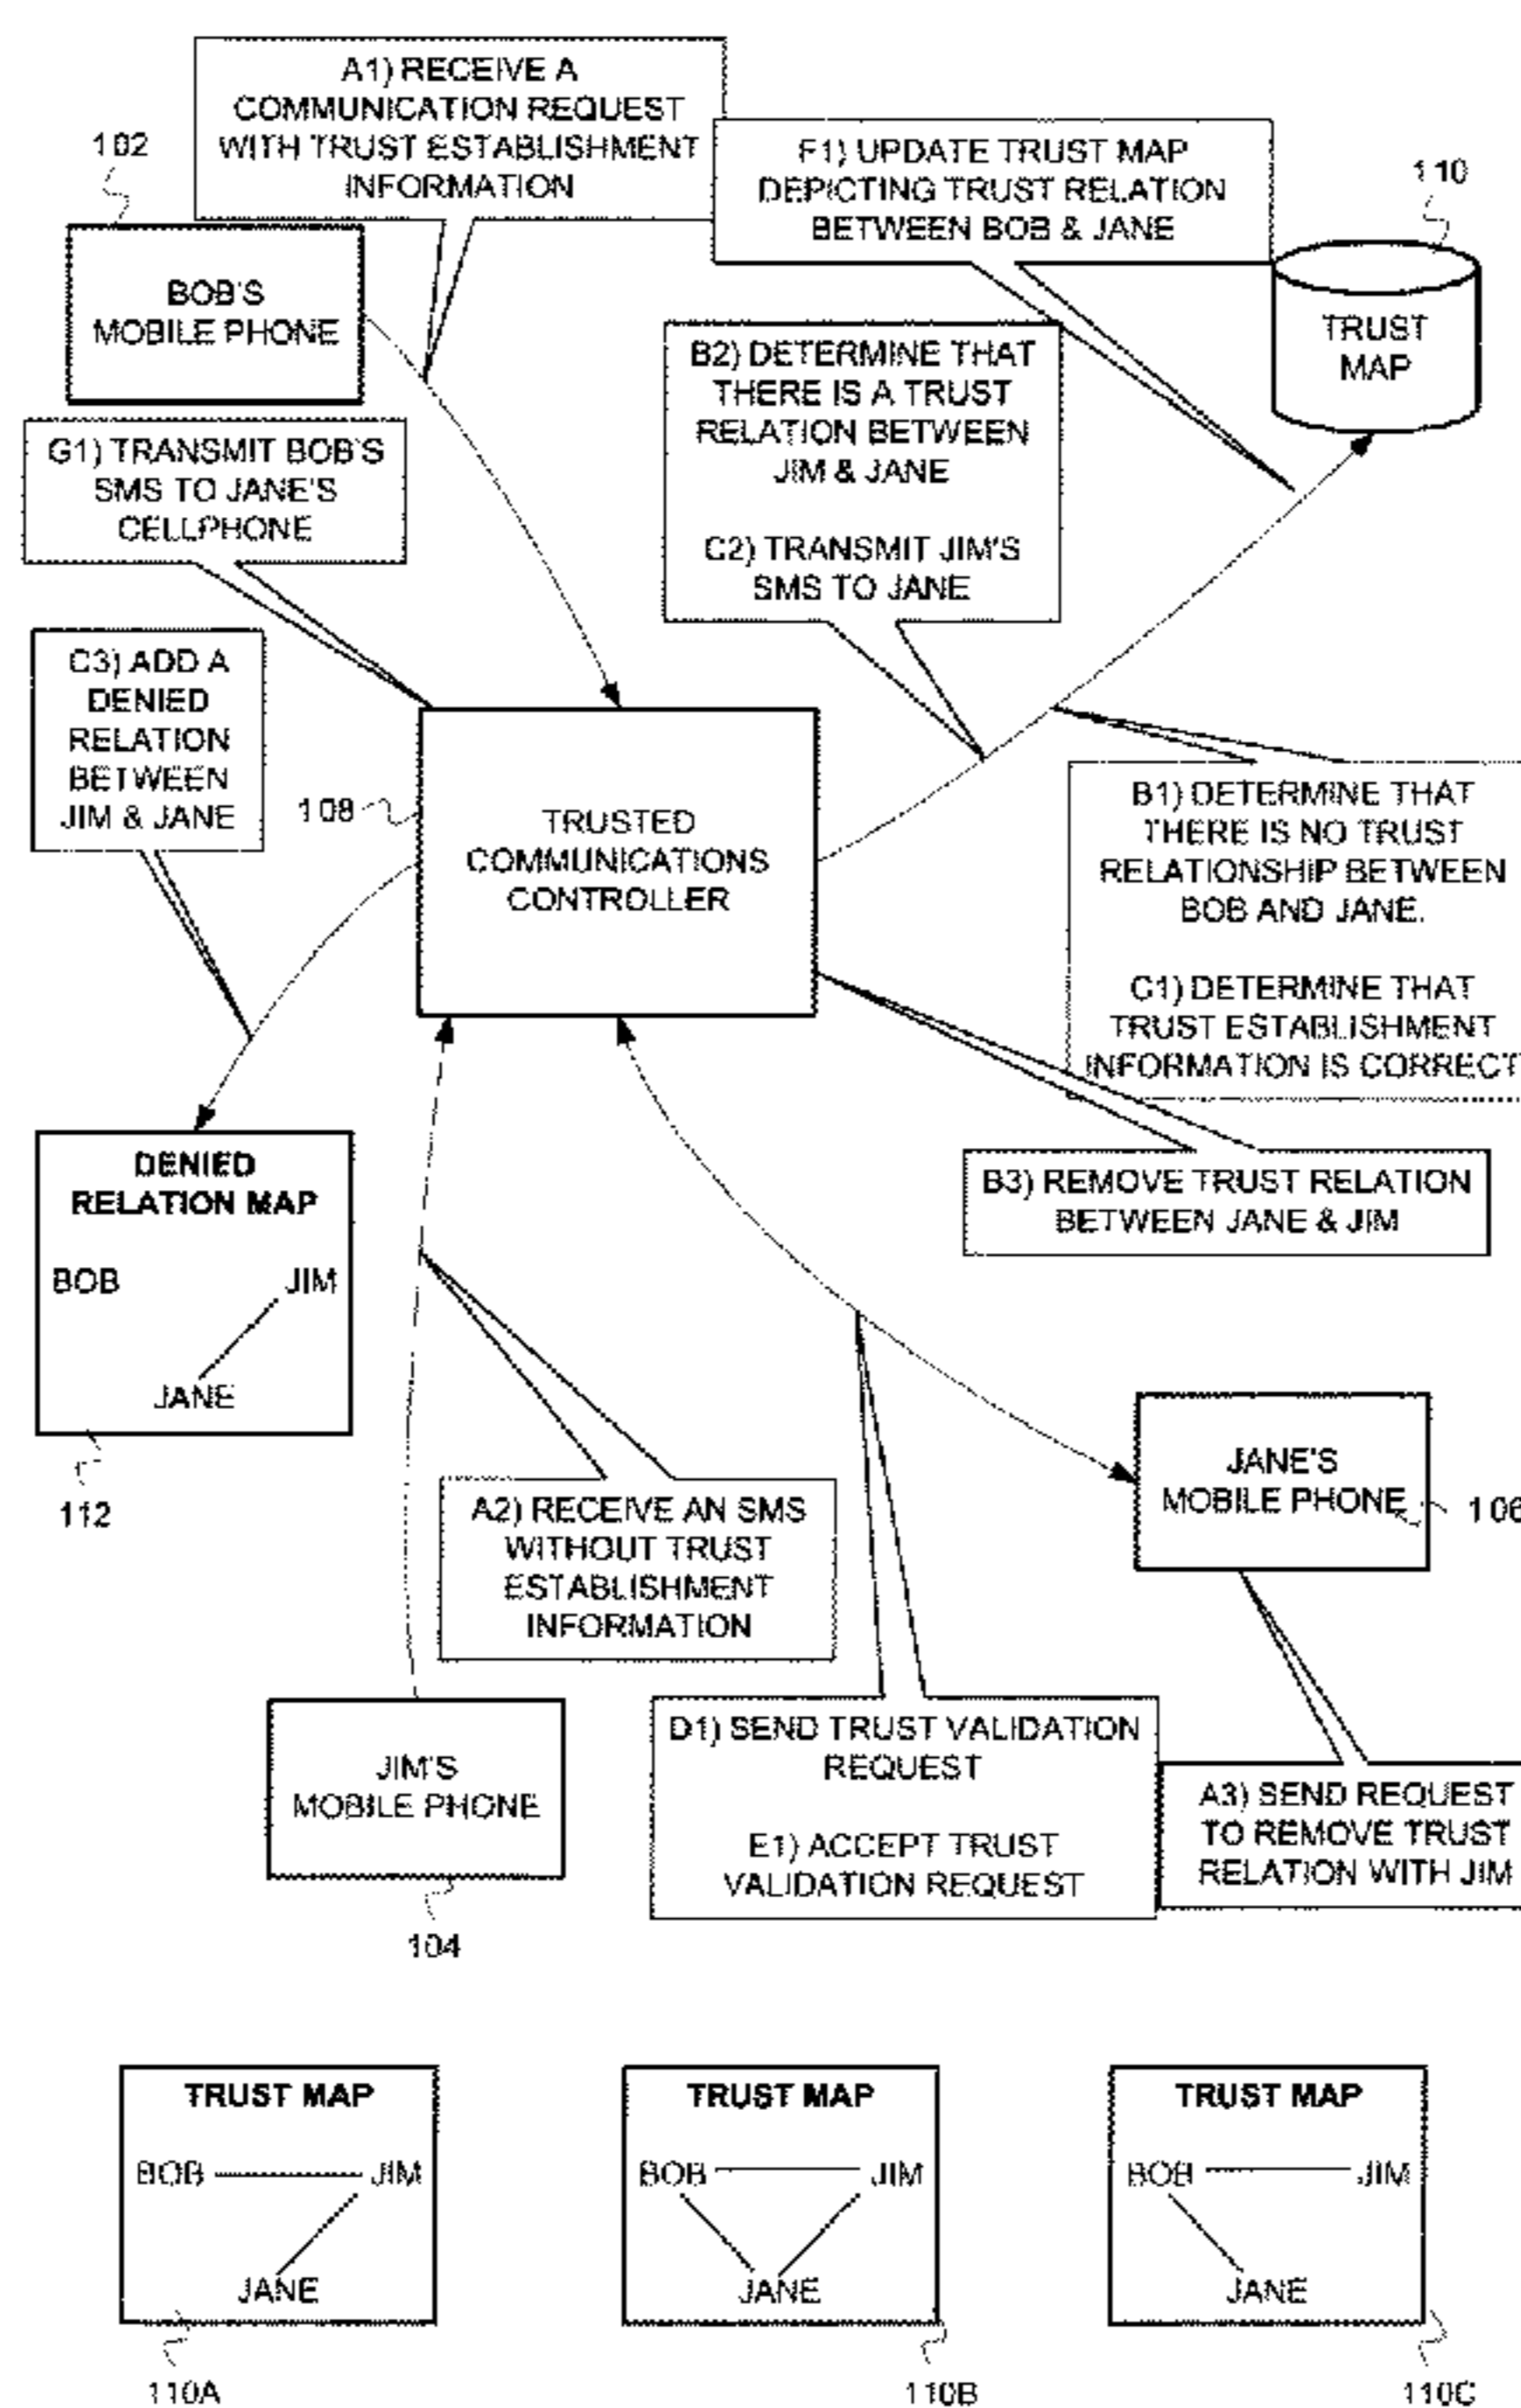 A1) RECEIVE A
COMMUNICATION REQUEST
WITH TRUST ESTABLISHMENT
INFORMATION
102
BOB'S
MOBILE PHONE
F1) UPDATE TRUST MAP
DEPICTING TRUST RELATION
BETWEEN BOB & JANE
110
TRUST
MAP
G1) TRANSMIT BOB'S
SMS TO JANE'S
CELLPHONE
B2) DETERMINE THAT
THERE IS A TRUST
RELATION BETWEEN
JIM & JANE
C2) TRANSMIT JIM'S
SMS TO JANE
C3) ADD A
DENIED
RELATION
BETWEEN
JIM & JANE
108
TRUSTED
COMMUNICATIONS
CONTROLLER
B1) DETERMINE THAT
THERE IS NO TRUST
RELATIONSHIP BETWEEN
BOB AND JANE.
C1) DETERMINE THAT
TRUST ESTABLISHMENT
INFORMATION IS CORRECT
B3) REMOVE TRUST RELATION
BETWEEN JANE & JIM
DENIED
RELATION MAP
BOB JIM
JANE
112
A2) RECEIVE AN SMS
WITHOUT TRUST
ESTABLISHMENT
INFORMATION
JANE'S
MOBILE PHONE
106
JIM'S
MOBILE PHONE
104
D1) SEND TRUST VALIDATION
REQUEST
E1) ACCEPT TRUST
VALIDATION REQUEST
A3) SEND REQUEST
TO REMOVE TRUST
RELATION WITH JIM
TRUST MAP
BOB JIM
JANE
110A
TRUST MAP
BOB JIM
JANE
110B
TRUST MAP
BOB JIM
JANE
110C